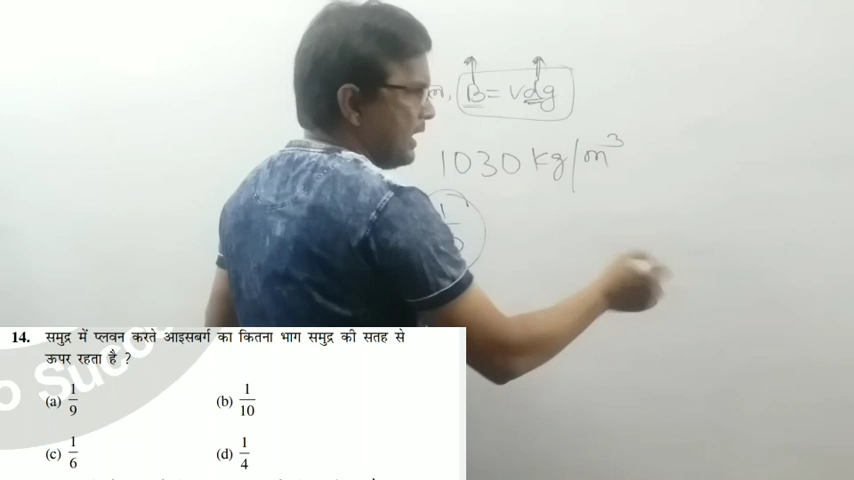 B = vdg
1030 kg/m³
1
14. समुद्र में प्लवन करते आइसबर्ग का कितना भाग समुद्र की सतह से
ऊपर रहता है ?
(a) 1/9 (b) 1/10
(c) 1/6 (d) 1/4